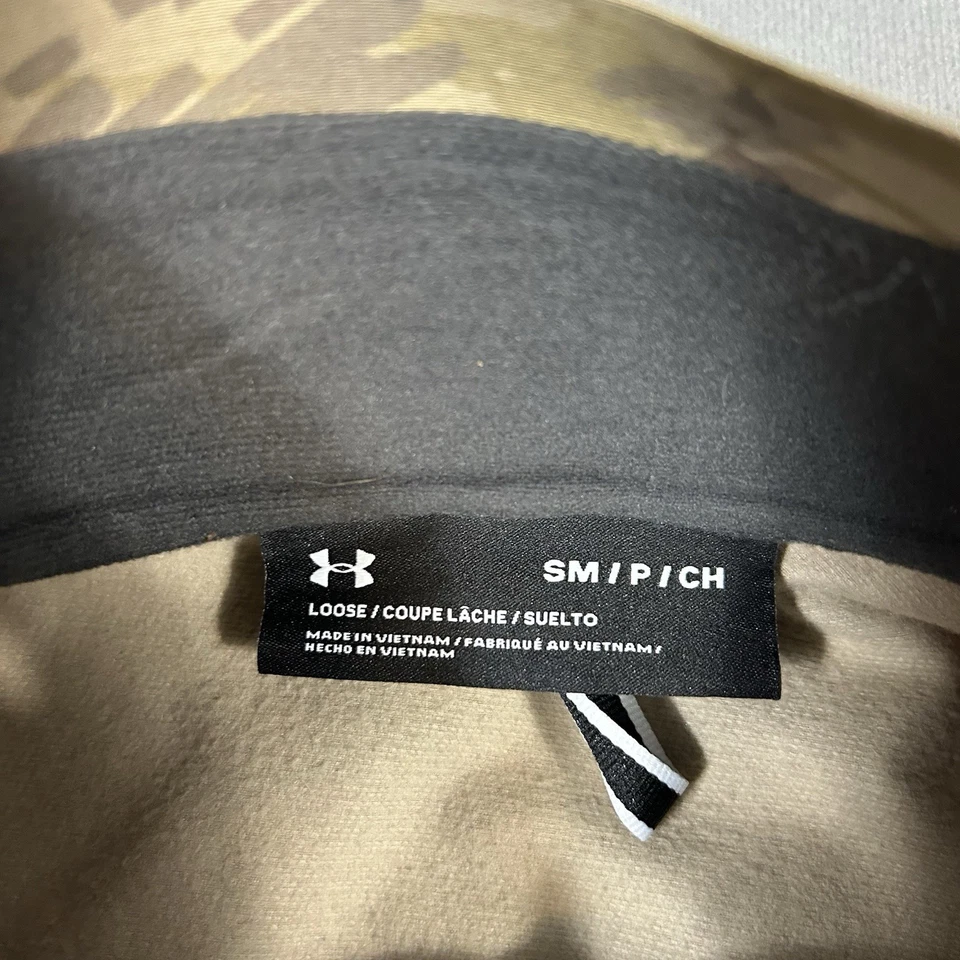 SM / P / CH
LOOSE / COUPE LÂCHE / SUELTO
MADE IN VIETNAM / FABRIQUÉ AU VIETNAM /
HECHO EN VIETNAM